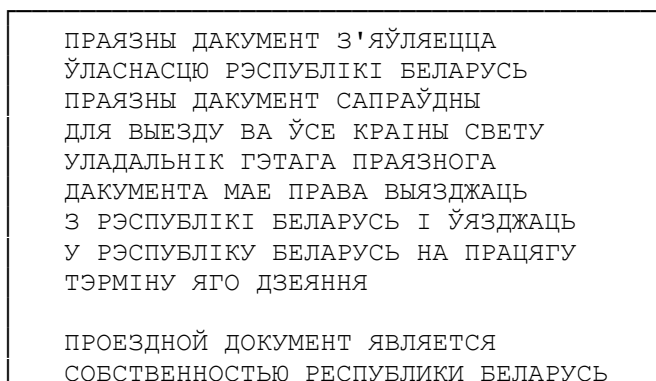 ПРАЯЗНЫ ДАКУМЕНТ З'ЯЎЛЯЕЦЦА
ЎЛАСНАСЦЮ РЭСПУБЛІКІ БЕЛАРУСЬ
ПРАЯЗНЫ ДАКУМЕНТ САПРАЎДНЫ
ДЛЯ ВЫЕЗДУ ВА ЎСЕ КРАІНЫ СВЕТУ
УЛАДАЛЬНІК ГЭТАГА ПРАЯЗНОГА
ДАКУМЕНТА МАЕ ПРАВА ВЫЯЗДЖАЦЬ
З РЭСПУБЛІКІ БЕЛАРУСЬ І ЎЯЗДЖАЦЬ
У РЭСПУБЛІКУ БЕЛАРУСЬ НА ПРАЦЯГУ
ТЭРМІНУ ЯГО ДЗЕЯННЯ
ПРОЕЗДНОЙ ДОКУМЕНТ ЯВЛЯЕТСЯ
СОБСТВЕННОСТЬЮ РЕСПУБЛИКИ БЕЛАРУСЬ